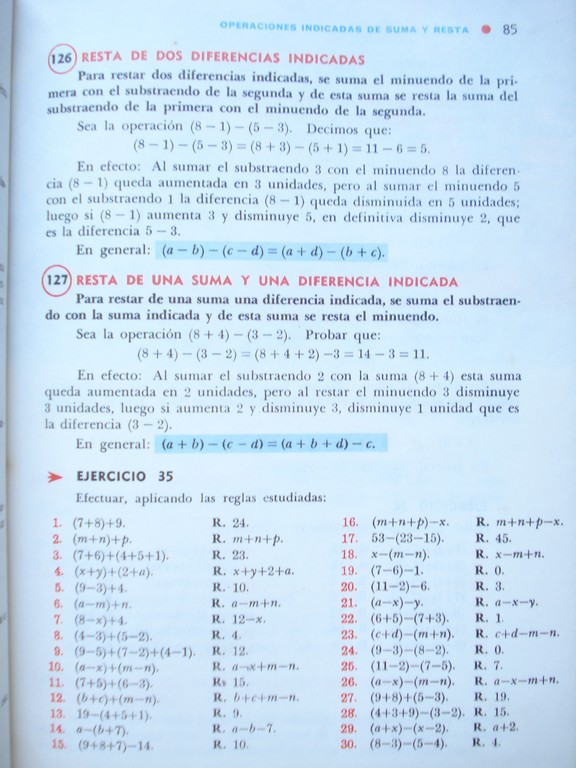 OPERACIONES INDICADAS DE SUMA Y RESTA ● 85
126 RESTA DE DOS DIFERENCIAS INDICADAS
Para restar dos diferencias indicadas, se suma el minuendo de la pri-
mera con el substraendo de la segunda y de esta suma se resta la suma del
substraendo de la primera con el minuendo de la segunda.
Sea la operación (8 − 1) − (5 − 3). Decimos que:
(8 − 1) − (5 − 3) = (8 + 3) − (5 + 1) = 11 − 6 = 5.
En efecto: Al sumar el substraendo 3 con el minuendo 8 la diferen-
cia (8 − 1) queda aumentada en 3 unidades, pero al sumar el minuendo 5
con el substraendo 1 la diferencia (8 − 1) queda disminuída en 5 unidades;
luego si (8 − 1) aumenta 3 y disminuye 5, en definitiva disminuye 2, que
es la diferencia 5 − 3.
En general: (a − b) − (c − d) = (a + d) − (b + c).
127 RESTA DE UNA SUMA Y UNA DIFERENCIA INDICADA
Para restar de una suma una diferencia indicada, se suma el substraen-
do con la suma indicada y de esta suma se resta el minuendo.
Sea la operación (8 + 4) − (3 − 2). Probar que:
(8 + 4) − (3 − 2) = (8 + 4 + 2) −3 = 14 − 3 = 11.
En efecto: Al sumar el substraendo 2 con la suma (8 + 4) esta suma
queda aumentada en 2 unidades, pero al restar el minuendo 3 disminuye
3 unidades, luego si aumenta 2 y disminuye 3, disminuye 1 unidad que es
la diferencia (3 − 2).
En general: (a + b) − (c − d) = (a + b + d) − c.
➤ EJERCICIO 35
Efectuar, aplicando las reglas estudiadas:
1. (7+8)+9. R. 24.
2. (m+n)+p. R. m+n+p.
3. (7+6)+(4+5+1). R. 23.
4. (x+y)+(2+a). R. x+y+2+a.
5. (9−3)+4. R. 10.
6. (a−m)+n. R. a−m+n.
7. (8−x)+4. R. 12−x.
8. (4−3)+(5−2). R. 4.
9. (9−5)+(7−2)+(4−1). R. 12.
10. (a−x)+(m−n). R. a−x+m−n.
11. (7+5)+(6−3). R. 15.
12. (b+c)+(m−n). R. b+c+m−n.
13. 19−(4+5+1). R. 9.
14. a−(b+7). R. a−b−7.
15. (9+8+7)−14. R. 10.
16. (m+n+p)−x. R. m+n+p−x.
17. 53−(23−15). R. 45.
18. x−(m−n). R. x−m+n.
19. (7−6)−1. R. 0.
20. (11−2)−6. R. 3.
21. (a−x)−y. R. a−x−y.
22. (6+5)−(7+3). R. 1.
23. (c+d)−(m+n). R. c+d−m−n.
24. (9−3)−(8−2). R. 0.
25. (11−2)−(7−5). R. 7.
26. (a−x)−(m−n). R. a−x−m+n.
27. (9+8)+(5−3). R. 19.
28. (4+3+9)−(3−2). R. 15.
29. (a+x)−(x−2). R. a+2.
30. (8−3)−(5−4). R. 4.